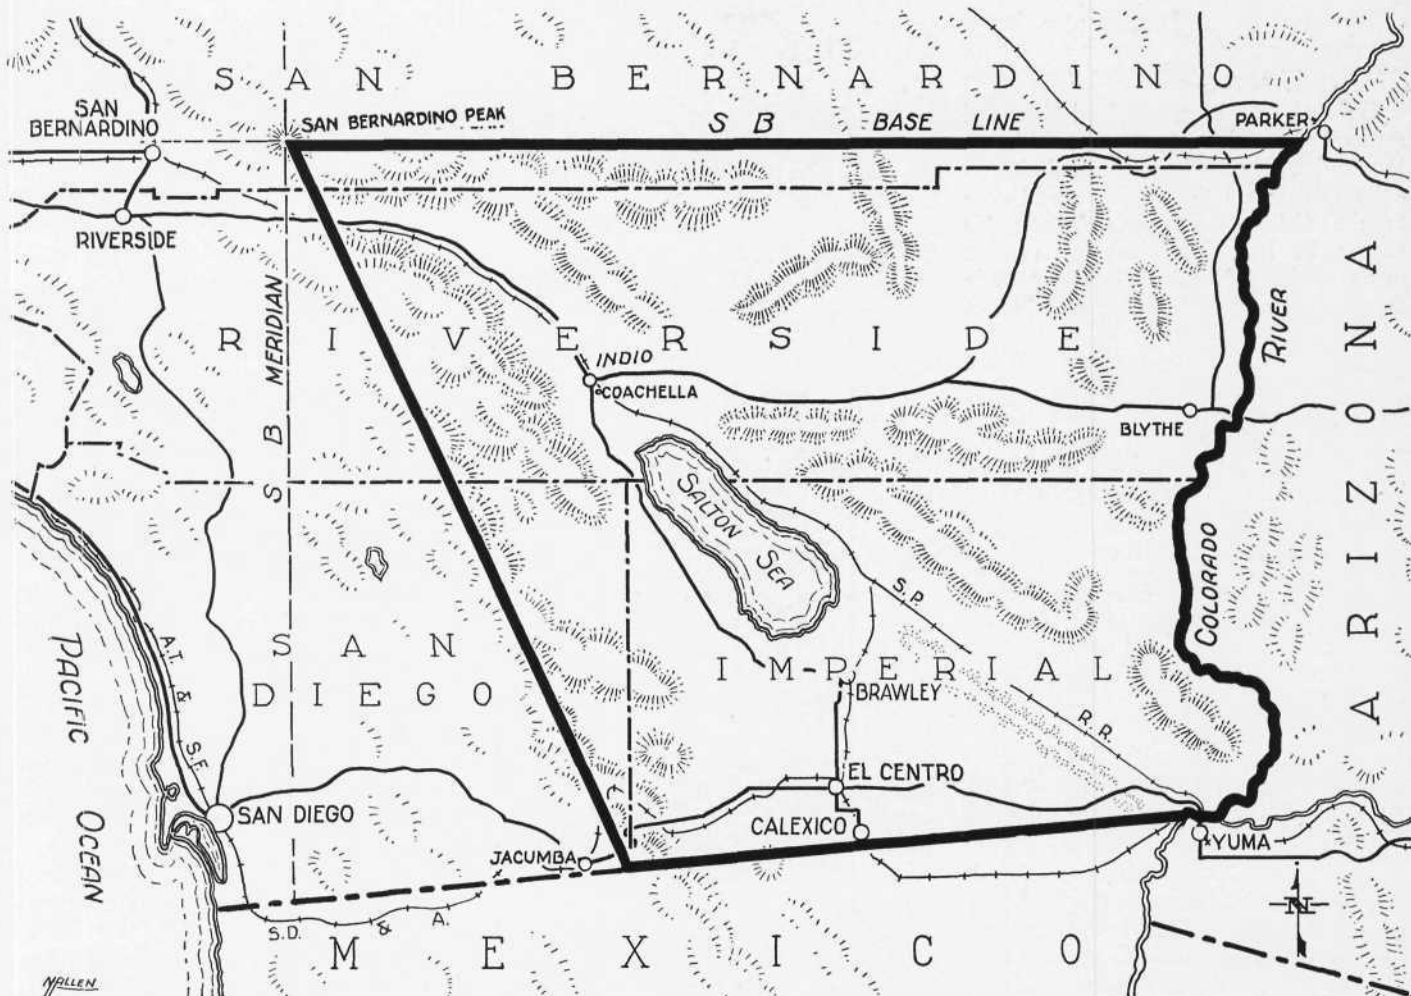 SAN BERNARDINO
SAN
BERNARDINO
SAN BERNARDINO PEAK
S B BASE LINE
PARKER
RIVERSIDE
S B MERIDIAN
RIVERSIDE
INDIO
& COACHELLA
BLYTHE
COLORADO RIVER
ARIZONA
SALTON
SEA
S.P.
R.R.
SAN
DIEGO
IMPERIAL
BRAWLEY
A.T. & S.F.
PACIFIC
OCEAN
SAN DIEGO
EL CENTRO
CALEXICO
JACUMBA
YUMA
S.D. & A.
MEXICO
N